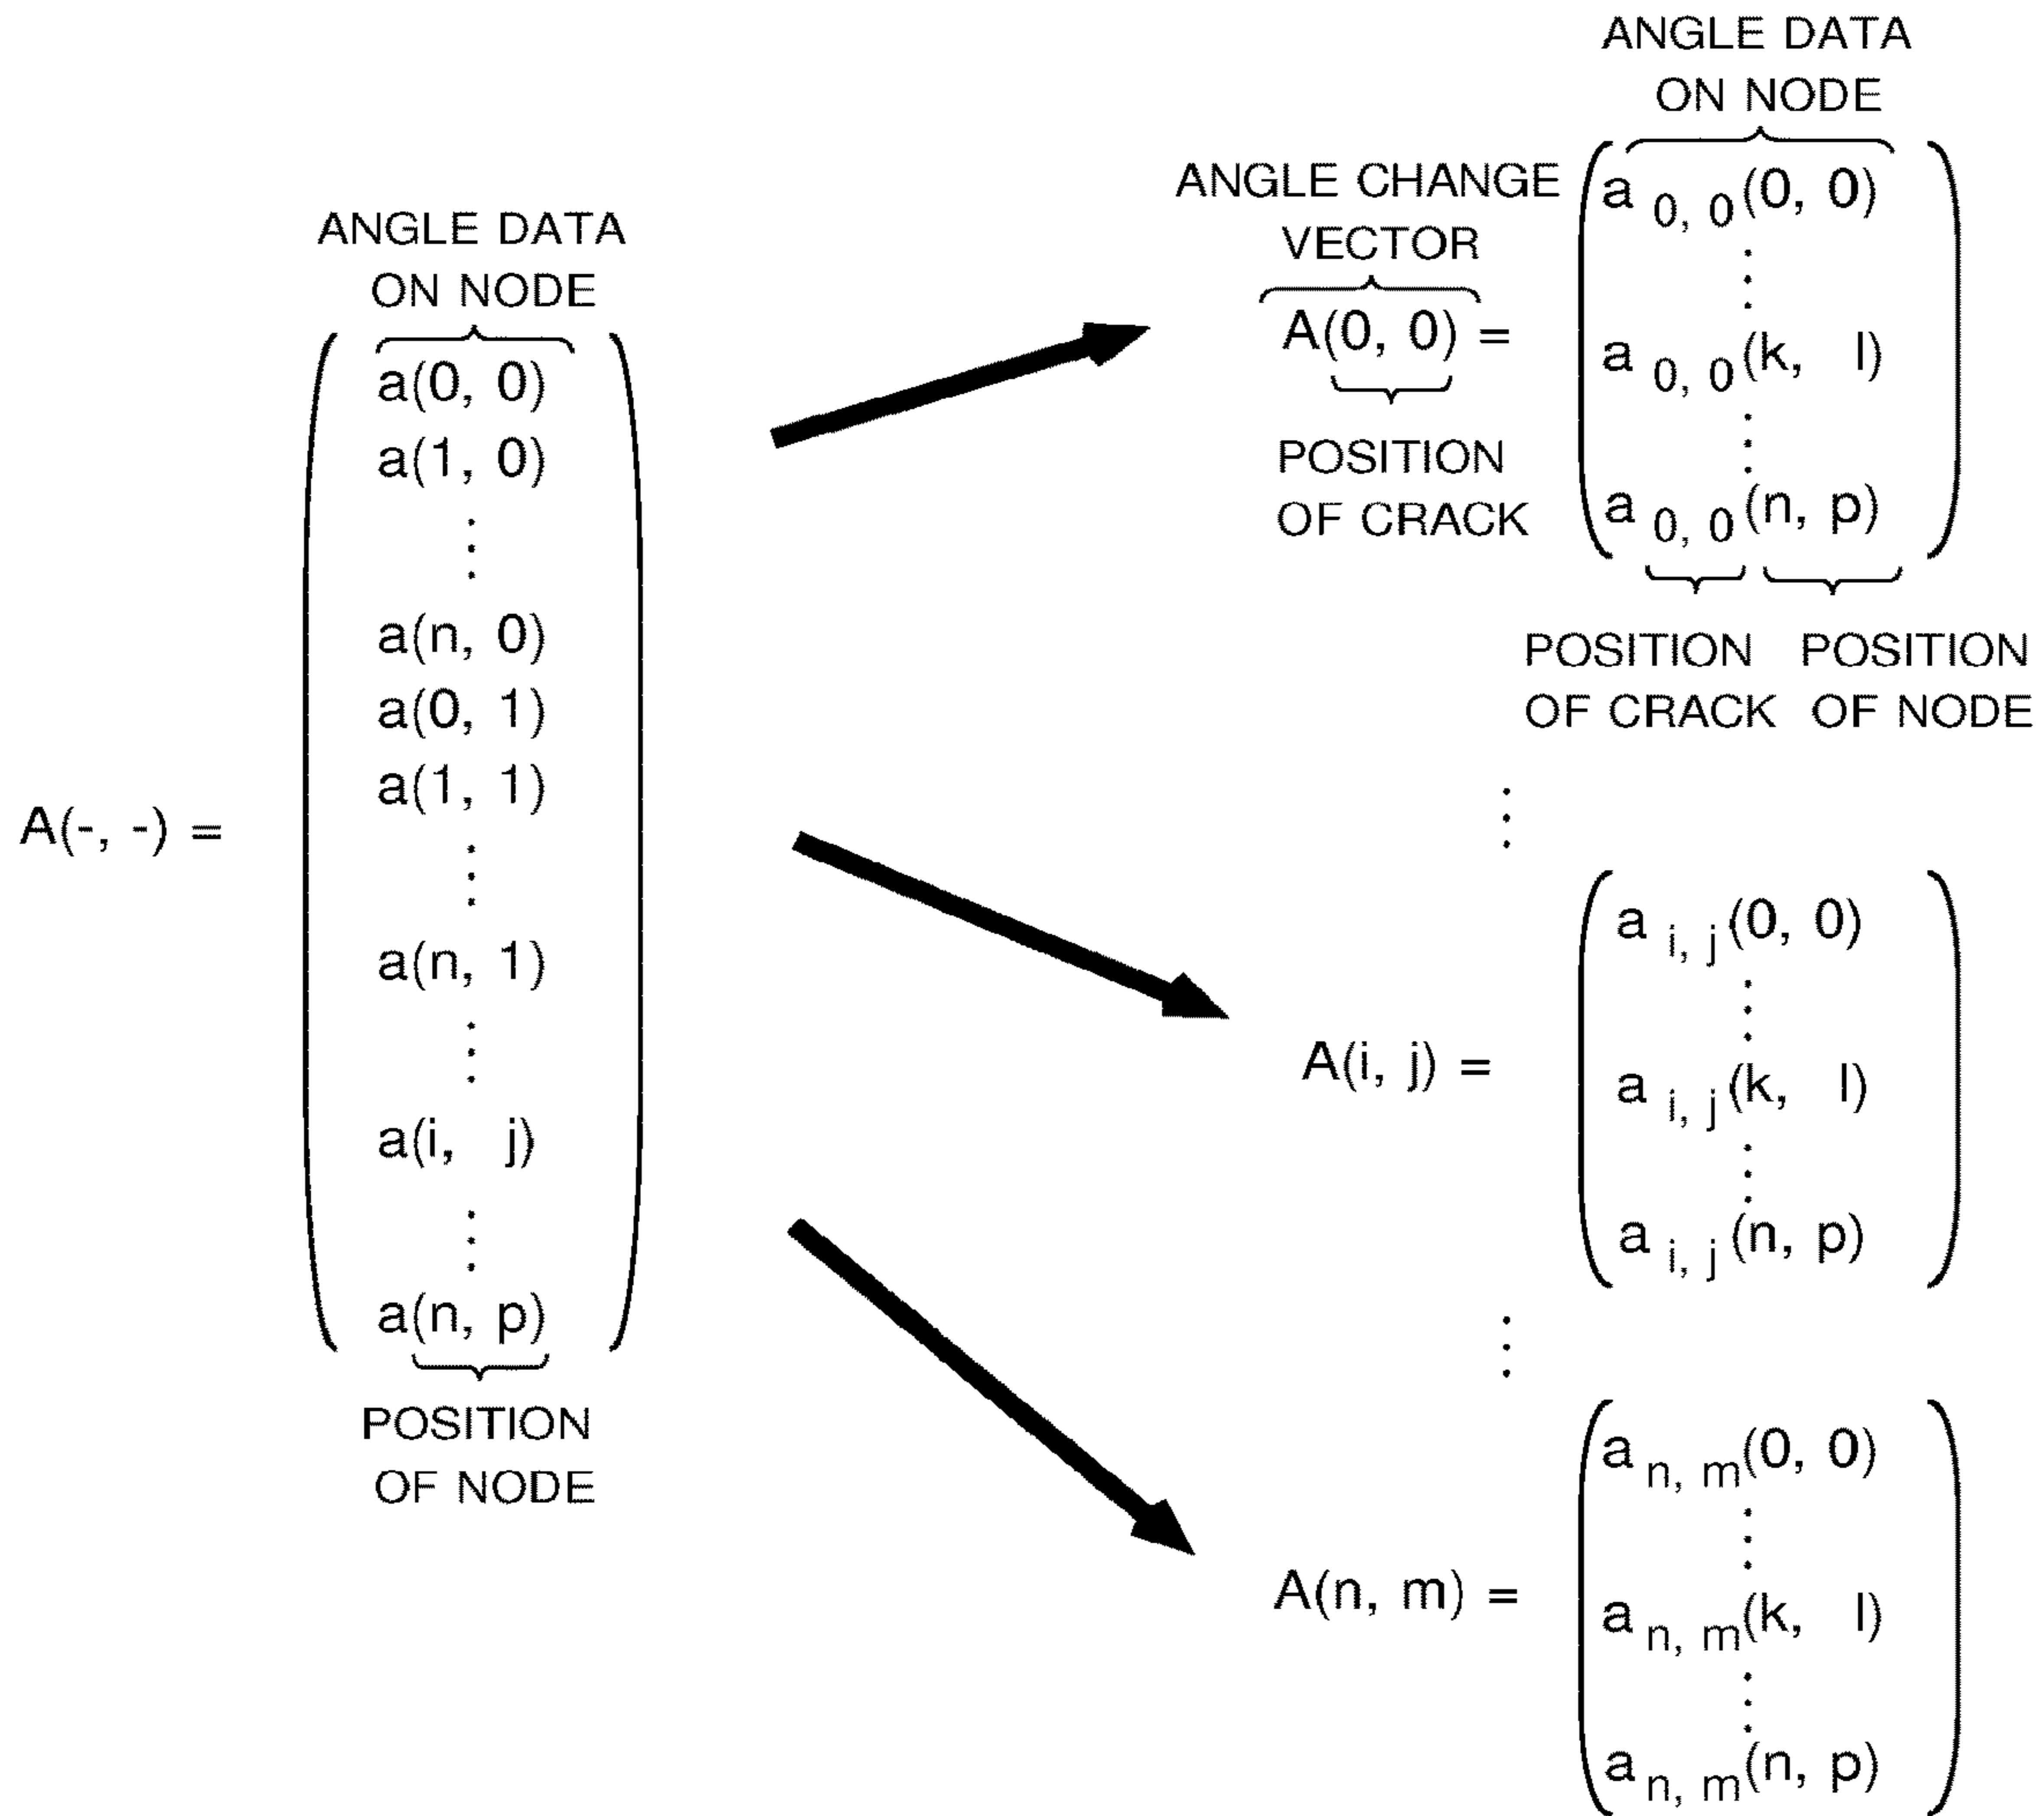 ANGLE DATA
ON NODE
A(-, -) =
a(0, 0)
a(1, 0)
⋮
a(n, 0)
a(0, 1)
a(1, 1)
⋮
a(n, 1)
⋮
a(i, j)
⋮
a(n, p)
POSITION
OF NODE
ANGLE DATA
ON NODE
ANGLE CHANGE
VECTOR
A(0, 0) =
POSITION
OF CRACK
a 0, 0 (0, 0)
⋮
a 0, 0 (k, l)
⋮
a 0, 0 (n, p)
POSITION POSITION
OF CRACK OF NODE
⋮
A(i, j) =
a i, j (0, 0)
⋮
a i, j (k, l)
⋮
a i, j (n, p)
⋮
A(n, m) =
a n, m (0, 0)
⋮
a n, m (k, l)
⋮
a n, m (n, p)